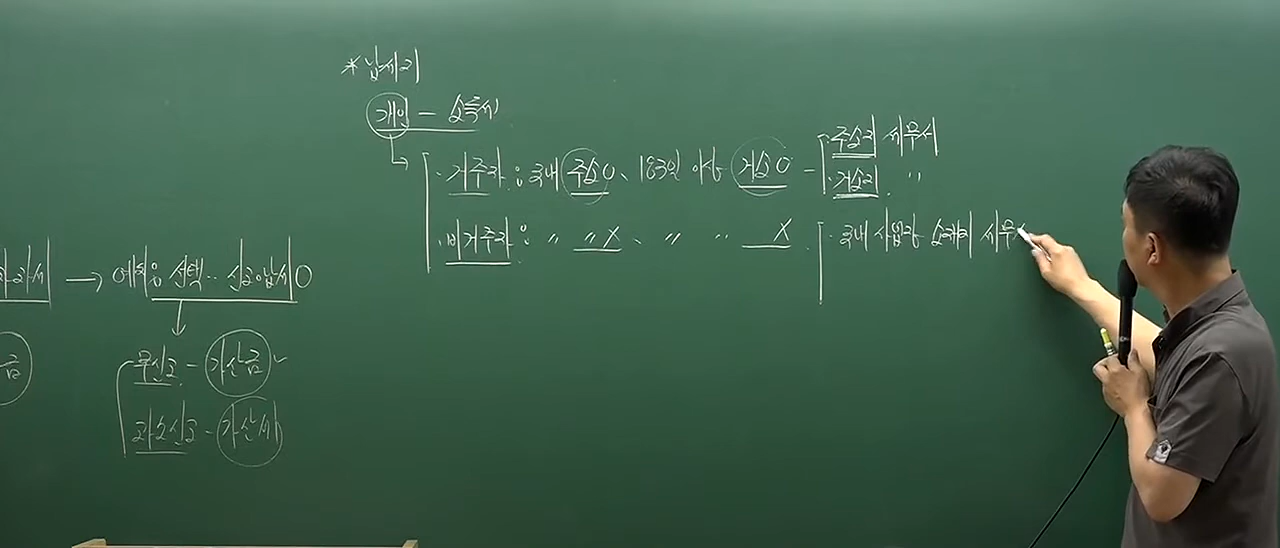 * 납세지
개인 - 소득세
· 거주자 : 국내 주소 0, 183일 이상 거소 0 - · 주소지 세무서
· 거소지 〃
· 비거주자 : 〃 〃 X, 〃 〃 X
· 국내 사업장 소재지 세무서
→ 예외 : 선택.. 신고·납세 0
무신고 - 가산금
과소신고 - 가산세